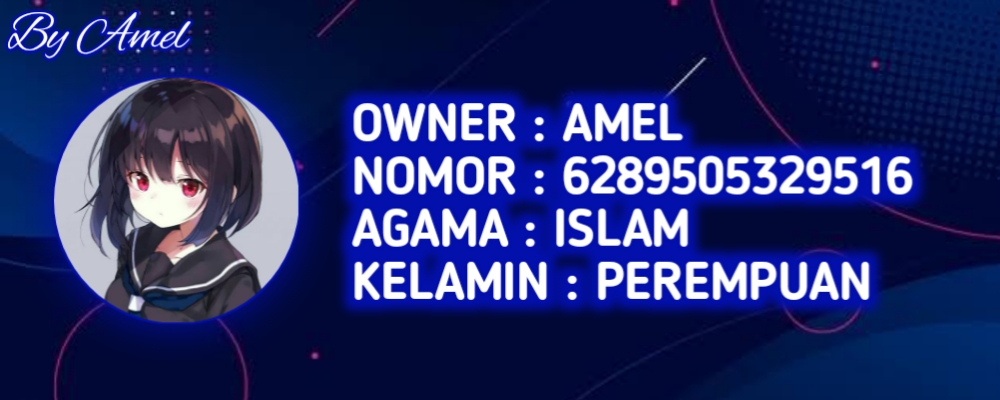 By Amel
OWNER : AMEL
NOMOR : 6289505329516
AGAMA : ISLAM
KELAMIN : PEREMPUAN